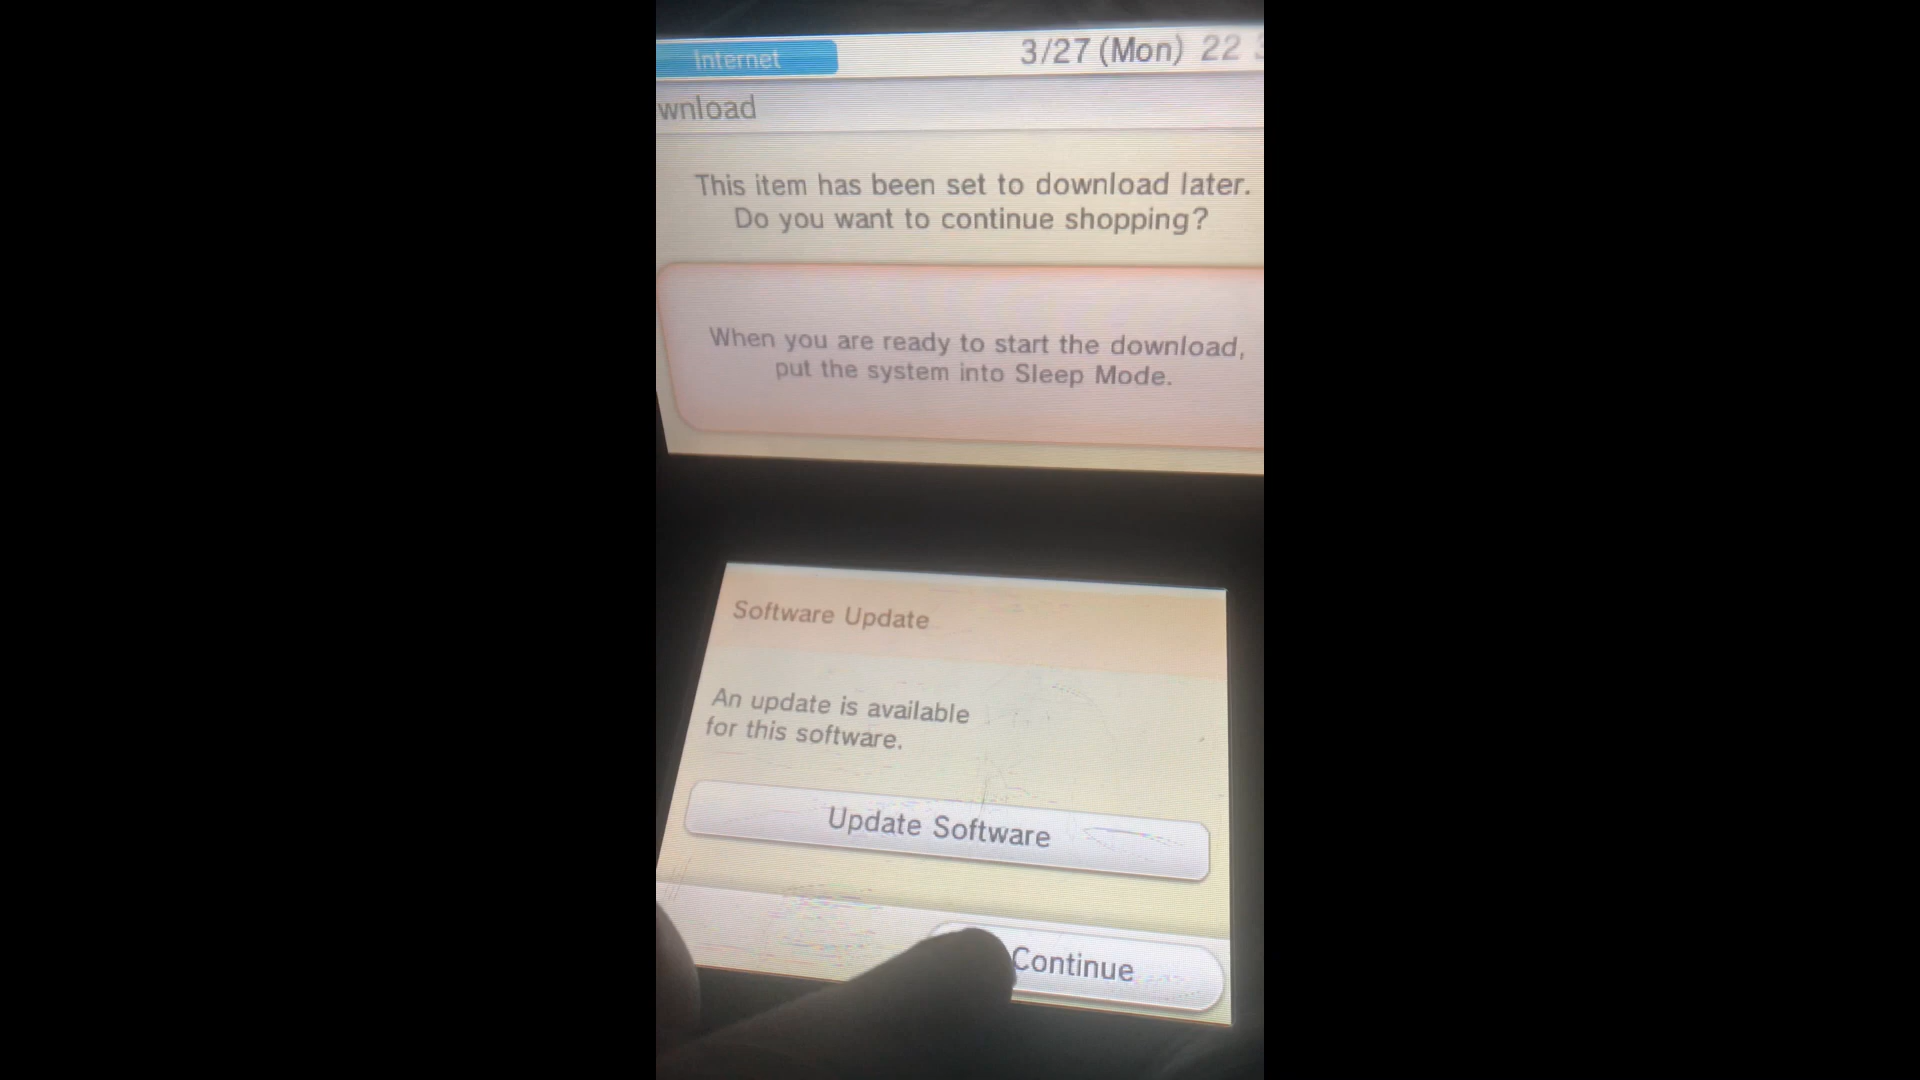 Internet
3/27 (Mon) 22
wnload
This item has been set to download later.
Do you want to continue shopping?
When you are ready to start the download,
put the system into Sleep Mode.
Software Update
An update is available
for this software.
Update Software
Continue